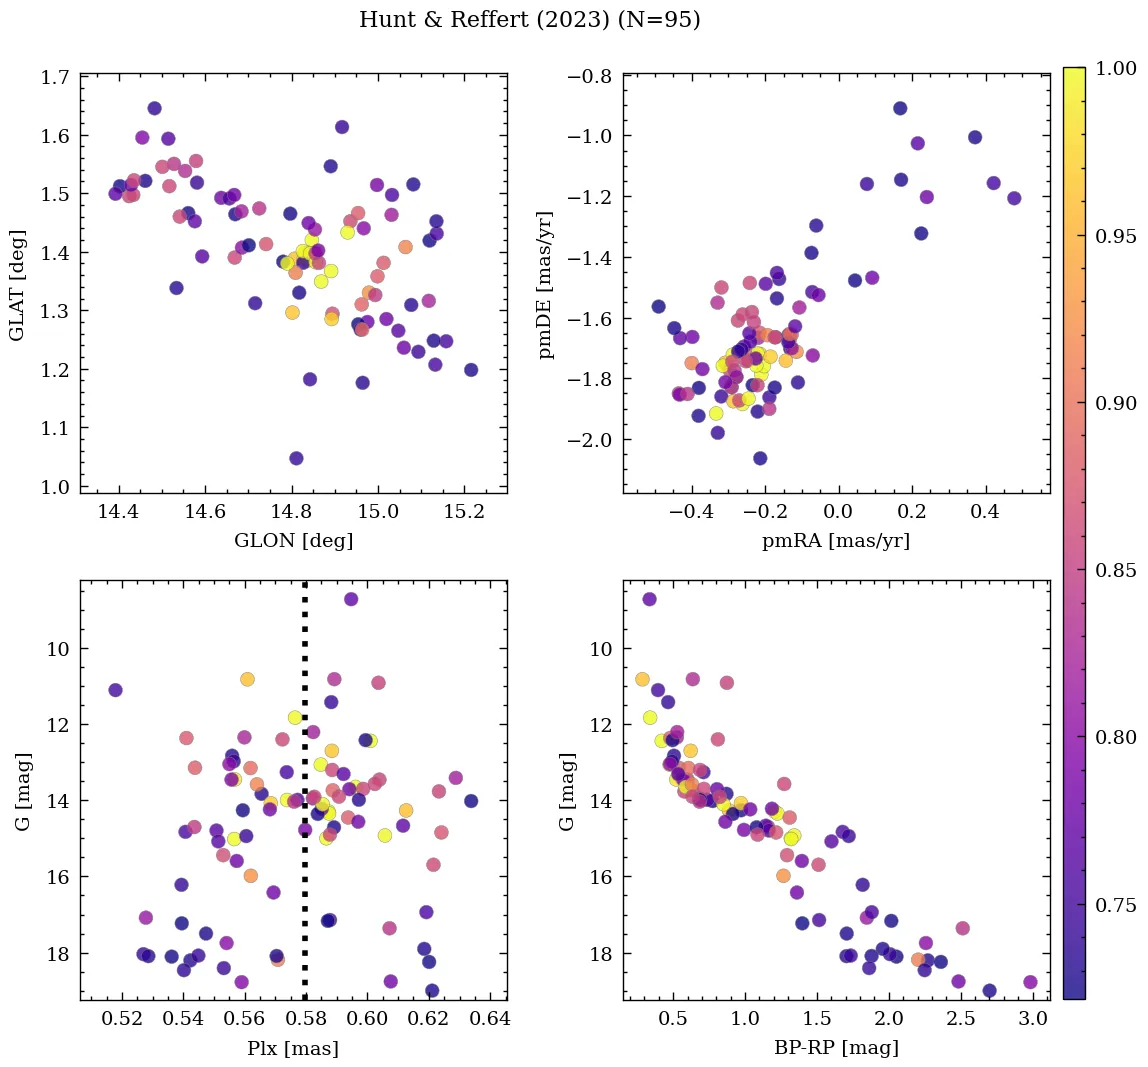 Hunt & Reffert (2023) (N=95)
1.7
1.6
1.5
1.4
1.3
1.2
1.1
1.0
GLAT [deg]
14.4 14.6 14.8 15.0 15.2
GLON [deg]
−0.8
−1.0
−1.2
−1.4
−1.6
−1.8
−2.0
pmDE [mas/yr]
−0.4 −0.2 0.0 0.2 0.4
pmRA [mas/yr]
10
12
14
16
18
G [mag]
0.52 0.54 0.56 0.58 0.60 0.62 0.64
Plx [mas]
10
12
14
16
18
G [mag]
0.5 1.0 1.5 2.0 2.5 3.0
BP-RP [mag]
1.00
0.95
0.90
0.85
0.80
0.75